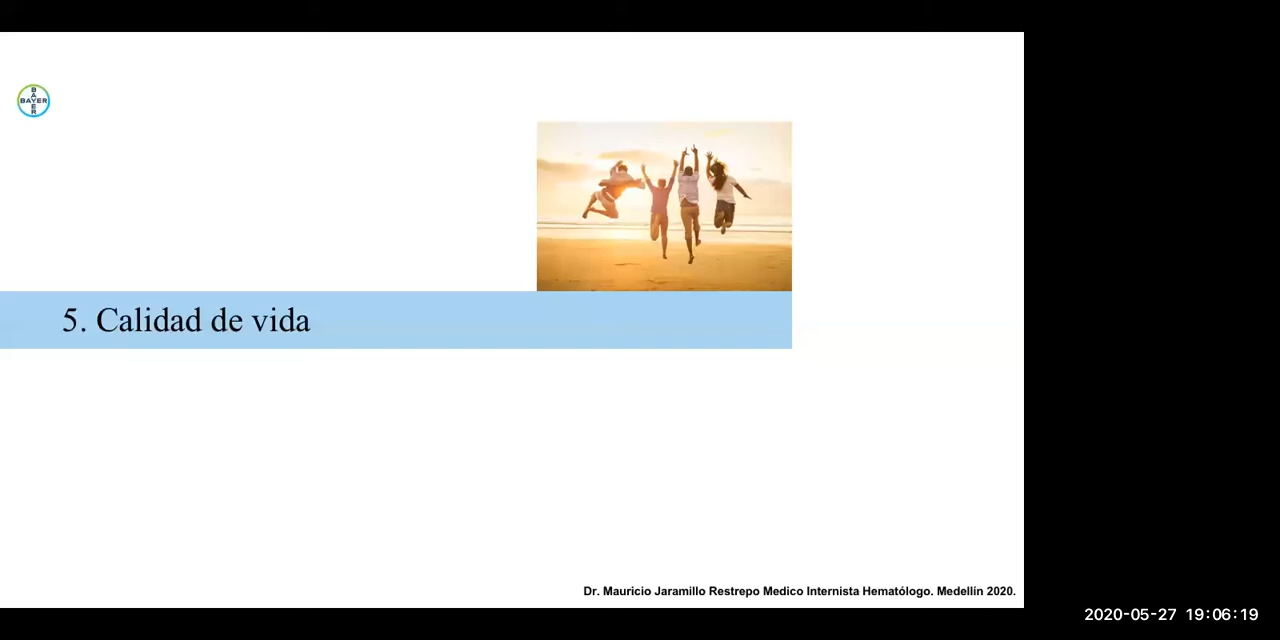 BAYER
BAYER
5. Calidad de vida
Dr. Mauricio Jaramillo Restrepo Medico Internista Hematólogo. Medellín 2020.
2020-05-27 19:06:19